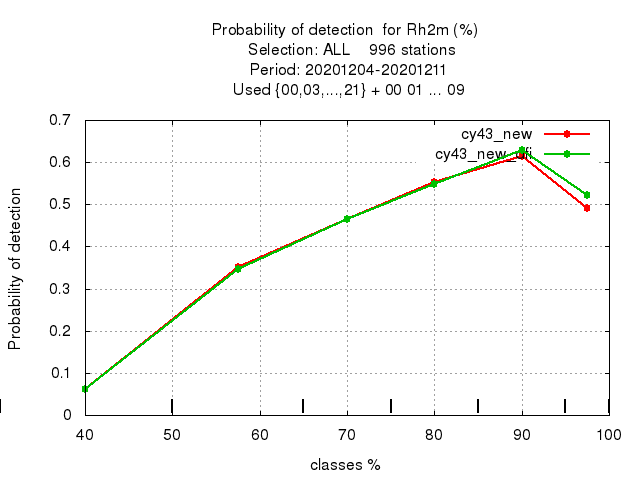 Probability of detection  for Rh2m (%)
Selection: ALL    996 stations
Period: 20201204-20201211
Used {00,03,...,21} + 00 01 ... 09
0.7
0.6
0.5
0.4
0.3
0.2
0.1
0
Probability of detection
cy43_new
cy43_new_
40 50 60 70 80 90 100
classes %